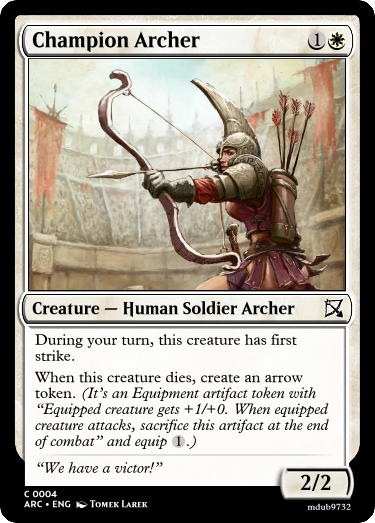 Champion Archer 1
Creature — Human Soldier Archer
During your turn, this creature has first
strike.
When this creature dies, create an arrow
token. (It's an Equipment artifact token with
“Equipped creature gets +1/+0. When equipped
creature attacks, sacrifice this artifact at the end
of combat” and equip 1.)
“We have a victor!”
2/2
C 0004
ARC • ENG Tomek Larek
mdub9732